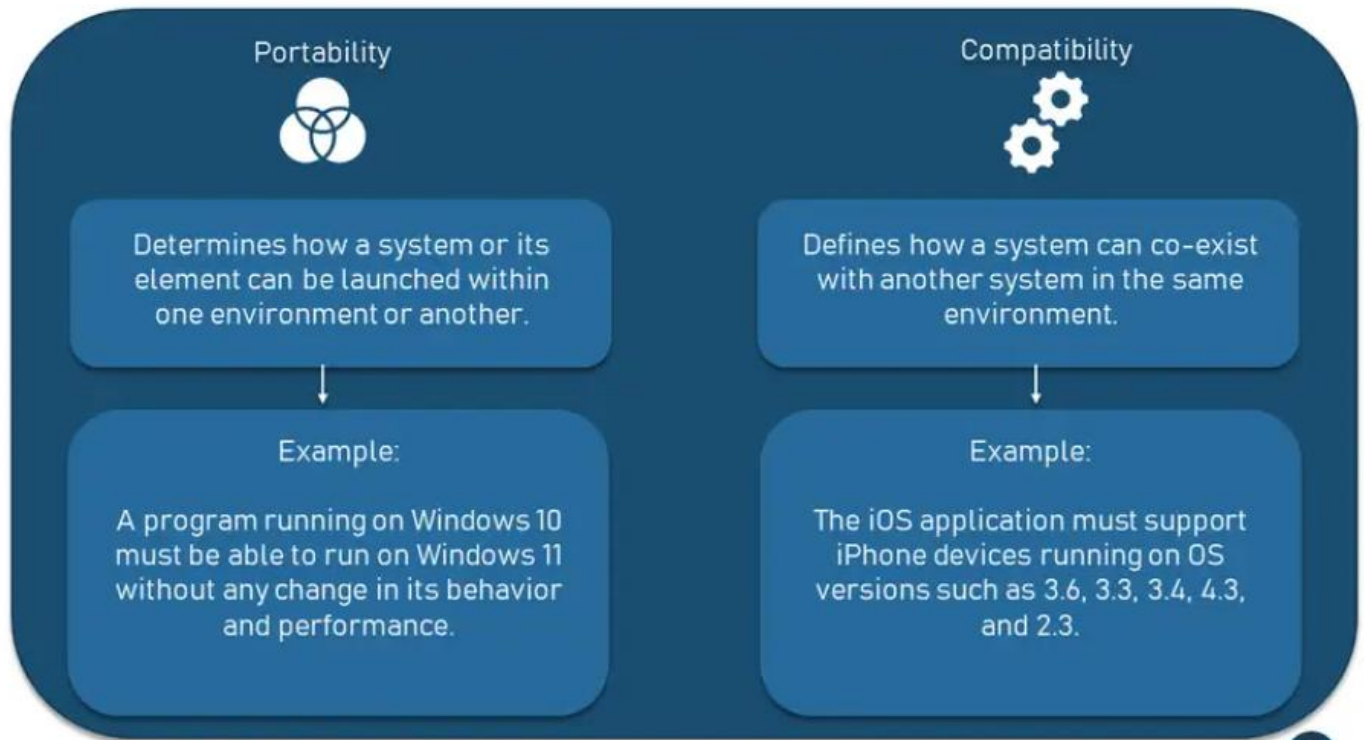 Portability
Determines how a system or its
element can be launched within
one environment or another.
Example:
A program running on Windows 10
must be able to run on Windows 11
without any change in its behavior
and performance.
Compatibility
Defines how a system can co-exist
with another system in the same
environment.
Example:
The iOS application must support
iPhone devices running on OS
versions such as 3.6, 3.3, 3.4, 4.3,
and 2.3.